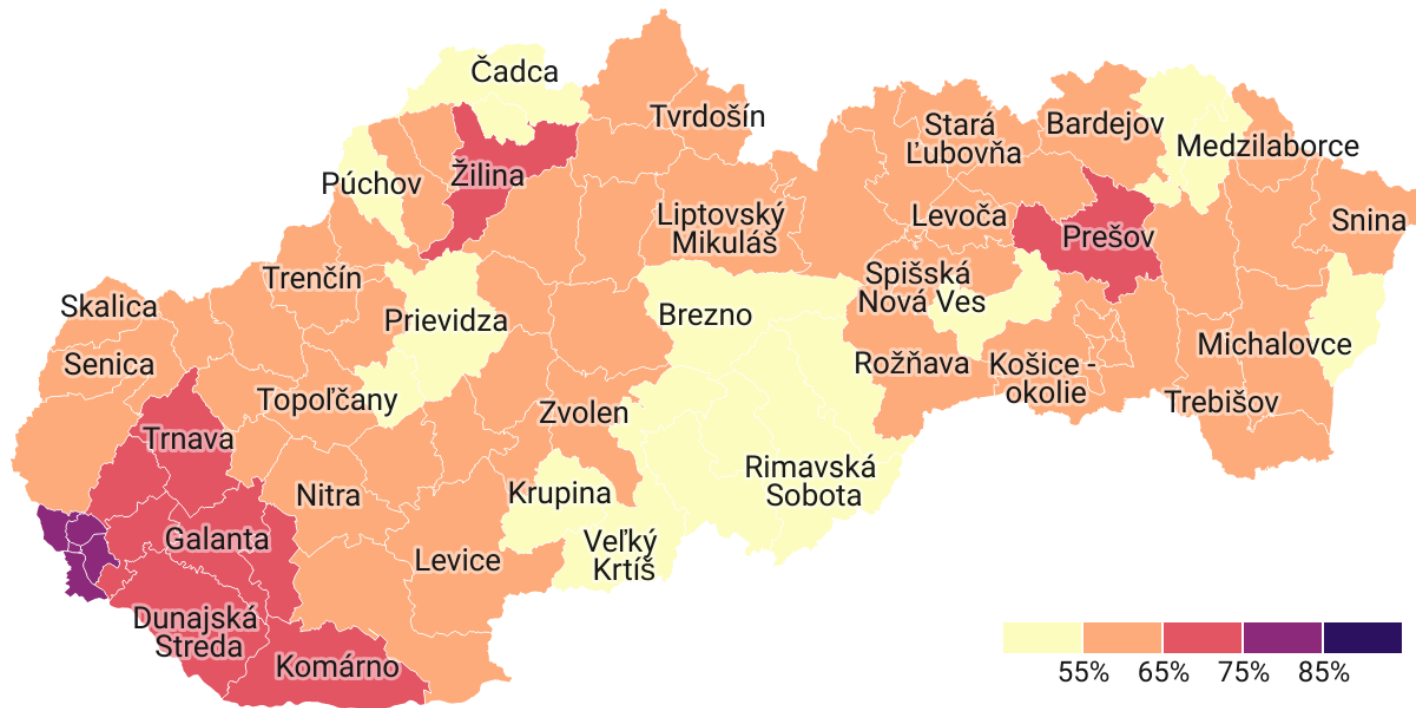 Čadca
Tvrdošín
Stará
Ľubovňa
Bardejov
Medzilaborce
Púchov
Žilina
Liptovský
Mikuláš
Levoča
Prešov
Snina
Trenčín
Spišská
Nová Ves
Skalica
Prievidza
Brezno
Senica
Rožňava
Košice -
okolie
Michalovce
Topoľčany
Zvolen
Trebišov
Trnava
Nitra
Krupina
Rimavská
Sobota
Galanta
Levice
Veľký
Krtíš
Dunajská
Streda
Komárno
55% 65% 75% 85%